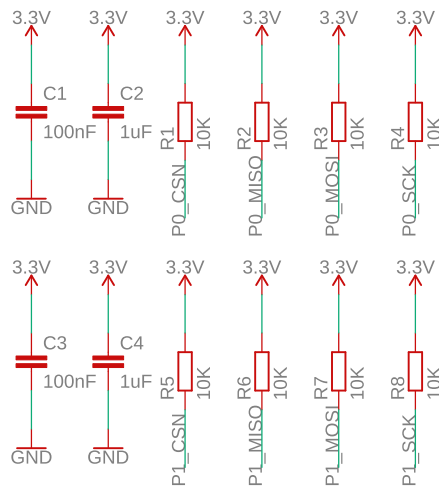 3.3V 3.3V 3.3V 3.3V 3.3V 3.3V
C1 C2
100nF 1uF
R1 10K R2 10K R3 10K R4 10K
P0_CSN P0_MISO P0_MOSI P0_SCK
GND GND
3.3V 3.3V 3.3V 3.3V 3.3V 3.3V
C3 C4
100nF 1uF
R5 10K R6 10K R7 10K R8 10K
P1_CSN P1_MISO P1_MOSI P1_SCK
GND GND